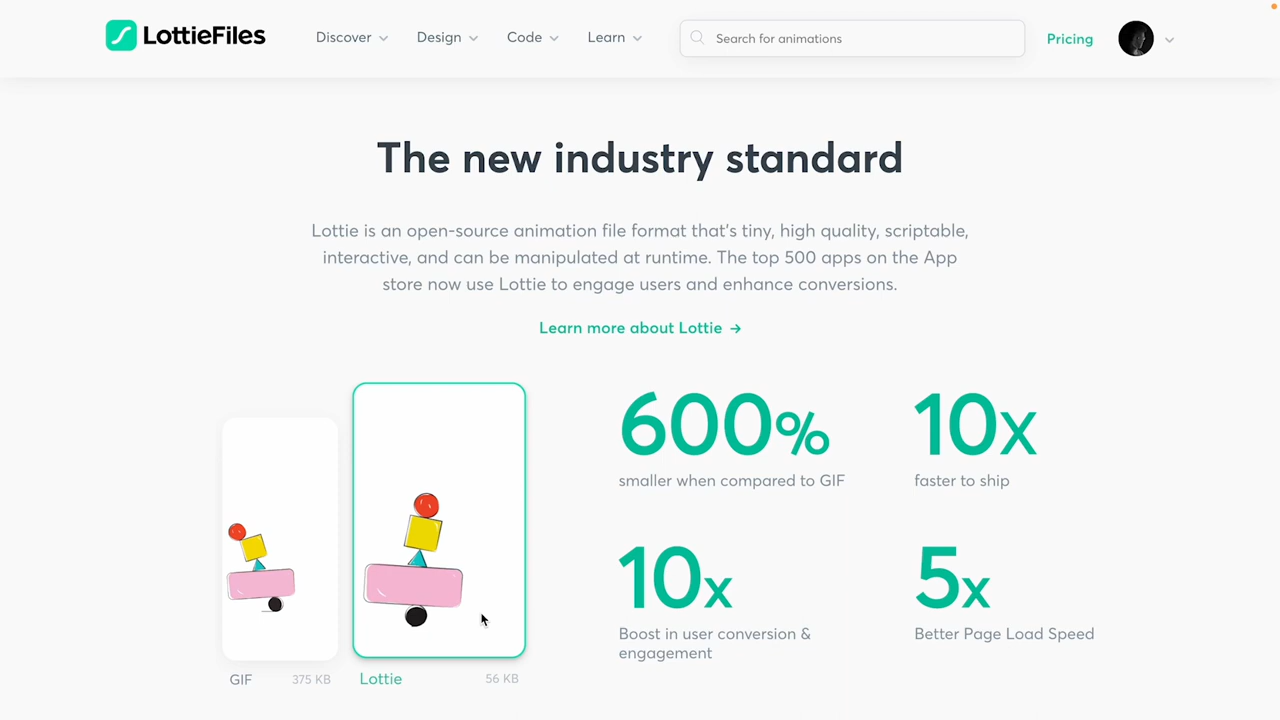 LottieFiles
Discover
Design
Code
Learn
Search for animations
Pricing
The new industry standard
Lottie is an open-source animation file format that's tiny, high quality, scriptable,
interactive, and can be manipulated at runtime. The top 500 apps on the App
store now use Lottie to engage users and enhance conversions.
Learn more about Lottie →
600%
smaller when compared to GIF
10x
faster to ship
10x
Boost in user conversion &
engagement
5x
Better Page Load Speed
GIF
375 KB
Lottie
56 KB